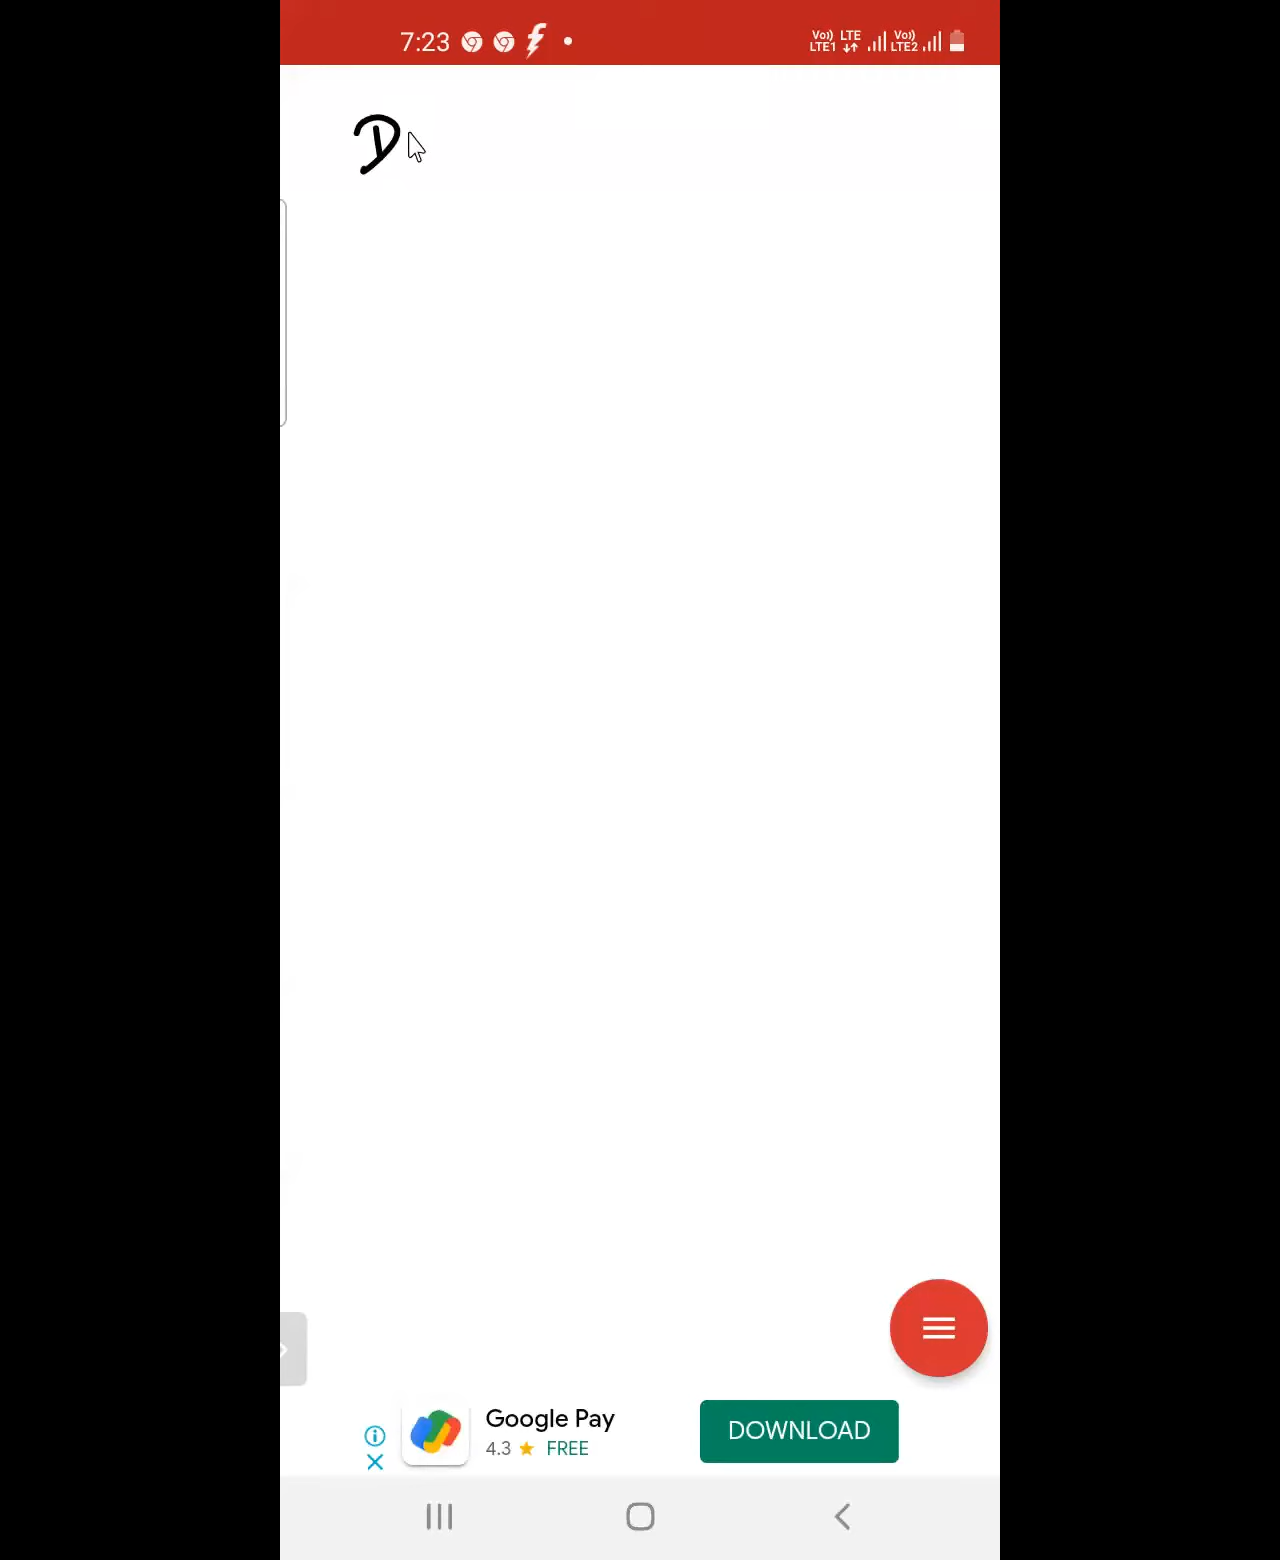 7:23 Vo)) LTE1 LTE Vo)) LTE2
D
Google Pay
4.3 ★ FREE
DOWNLOAD